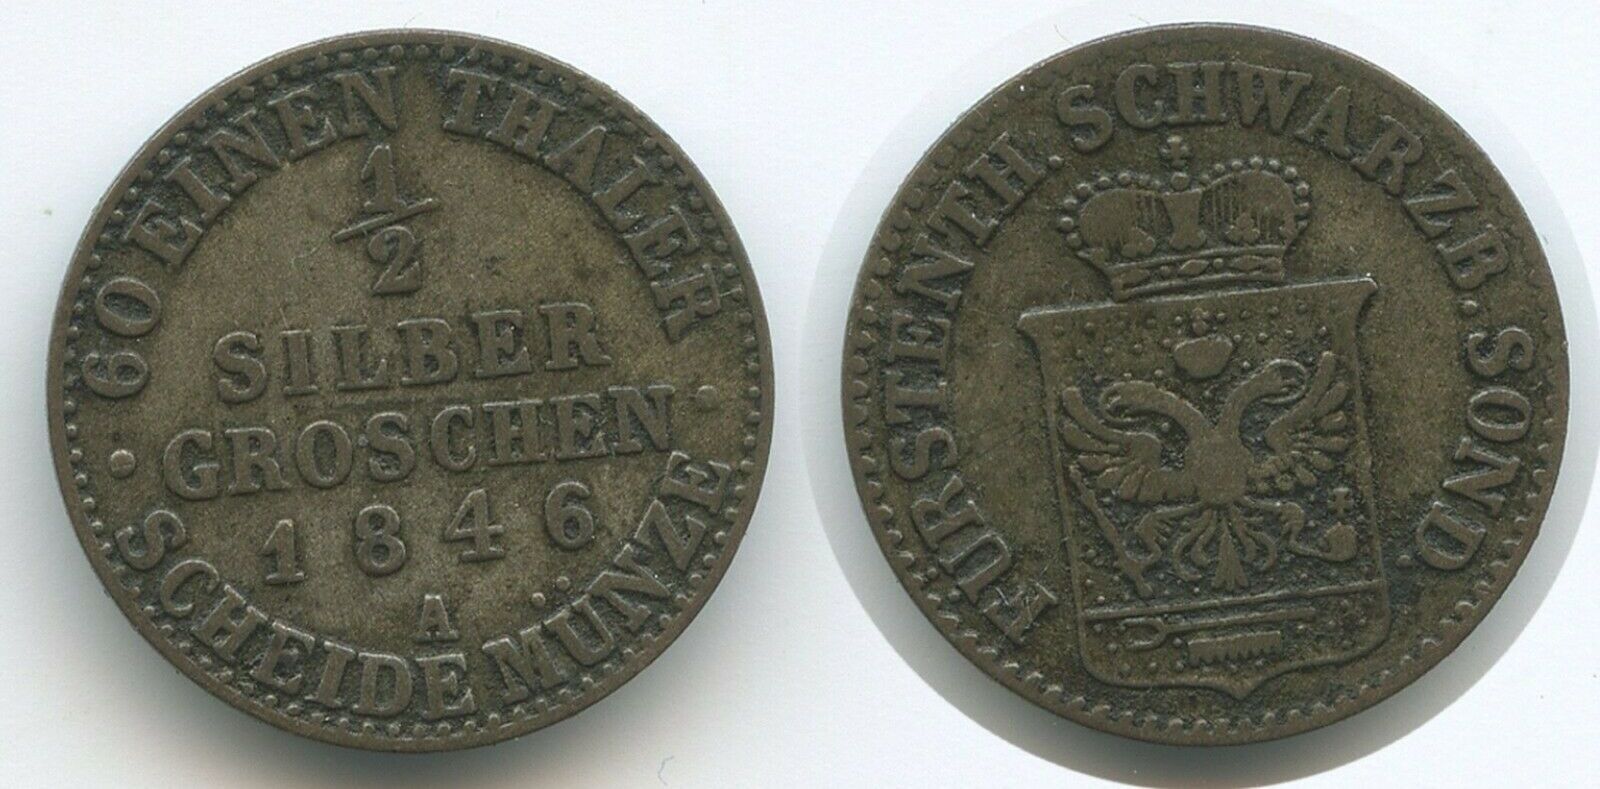 60 EINEN THALER
1/2
SILBER
GROSCHEN
1846
A
SCHEIDE MÜNZE
FÜRSTENTH. SCHWARZB. SOND.